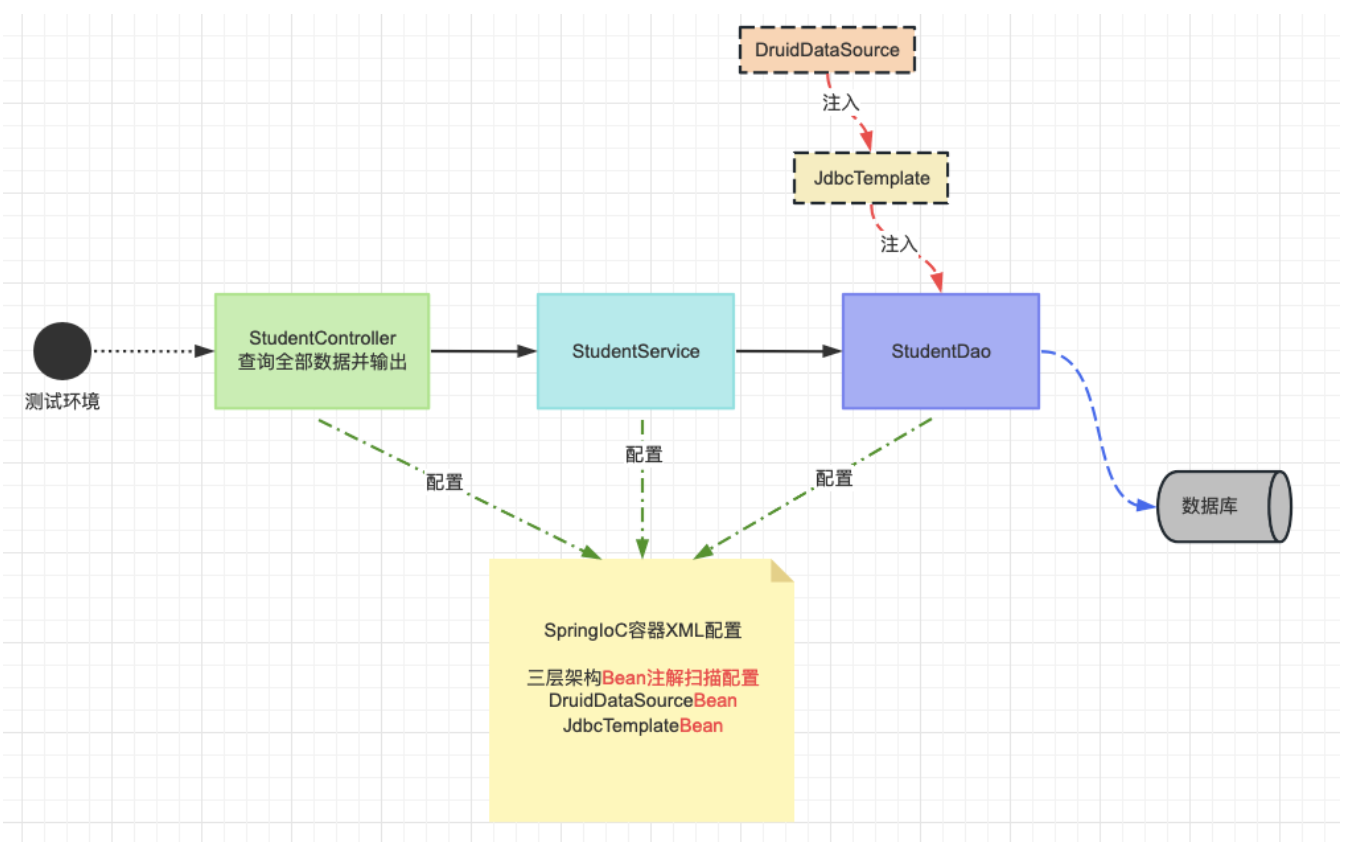 DruidDataSource
注入
JdbcTemplate
注入
StudentController
查询全部数据并输出
StudentService
StudentDao
测试环境
配置
配置
配置
数据库
SpringIoC容器XML配置
三层架构Bean注解扫描配置
DruidDataSourceBean
JdbcTemplateBean